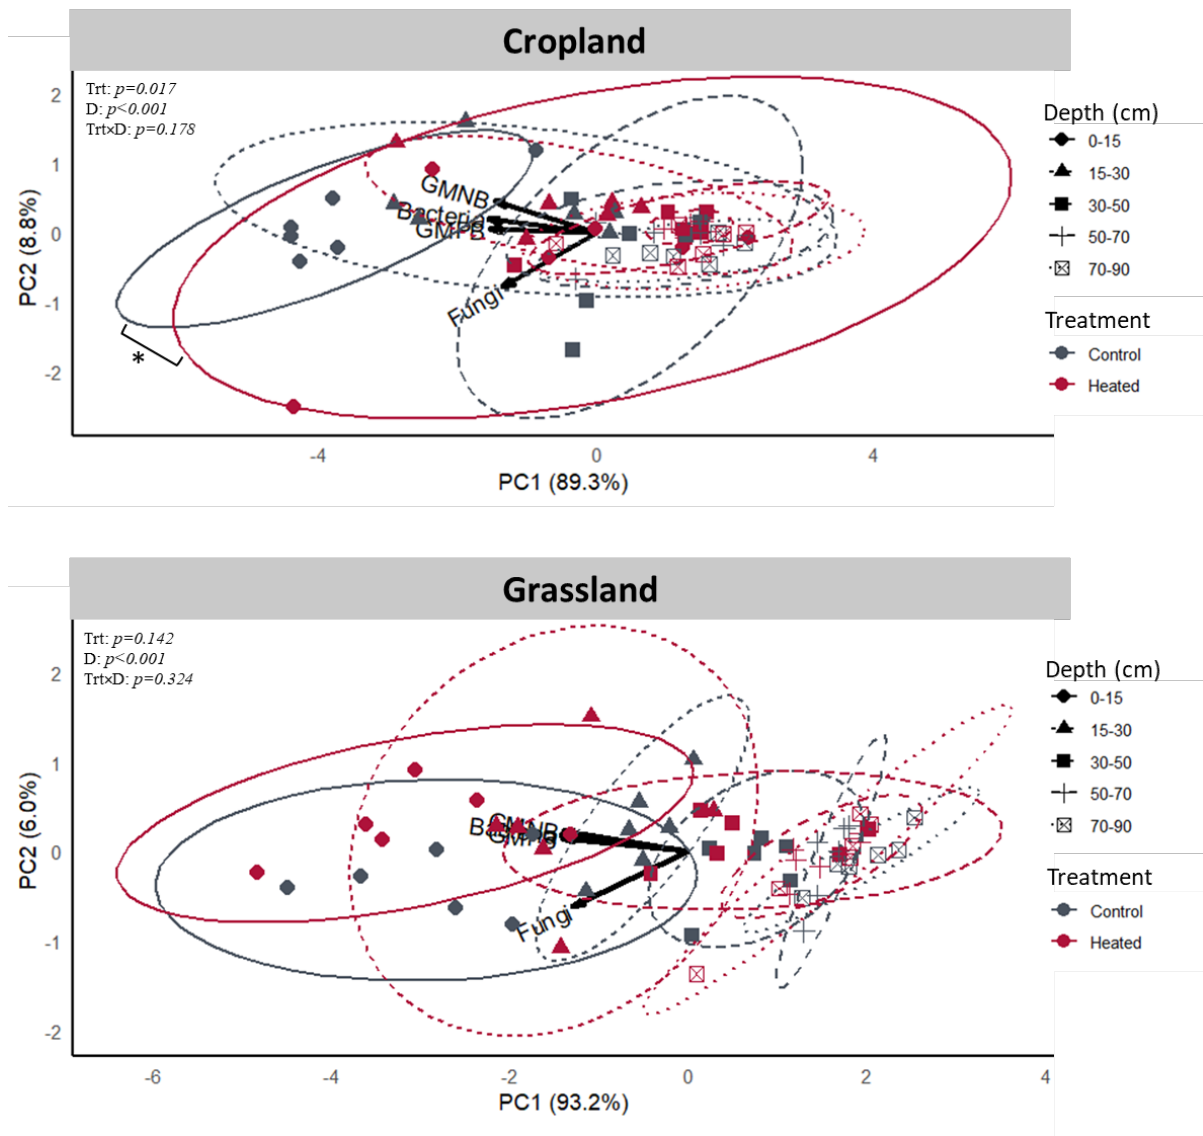 Cropland
Trt: p=0.017
D: p<0.001
Trt×D: p=0.178
2
1
0
-1
-2
PC2 (8.8%)
GMNB
Bacteria
GMPB
Fungi
*
-4
0
4
PC1 (89.3%)
Depth (cm)
0-15
15-30
30-50
50-70
70-90
Treatment
Control
Heated
Grassland
Trt: p=0.142
D: p<0.001
Trt×D: p=0.324
2
1
0
-1
-2
PC2 (6.0%)
GMNB
Fungi
-6
-4
-2
0
2
4
PC1 (93.2%)
Depth (cm)
0-15
15-30
30-50
50-70
70-90
Treatment
Control
Heated